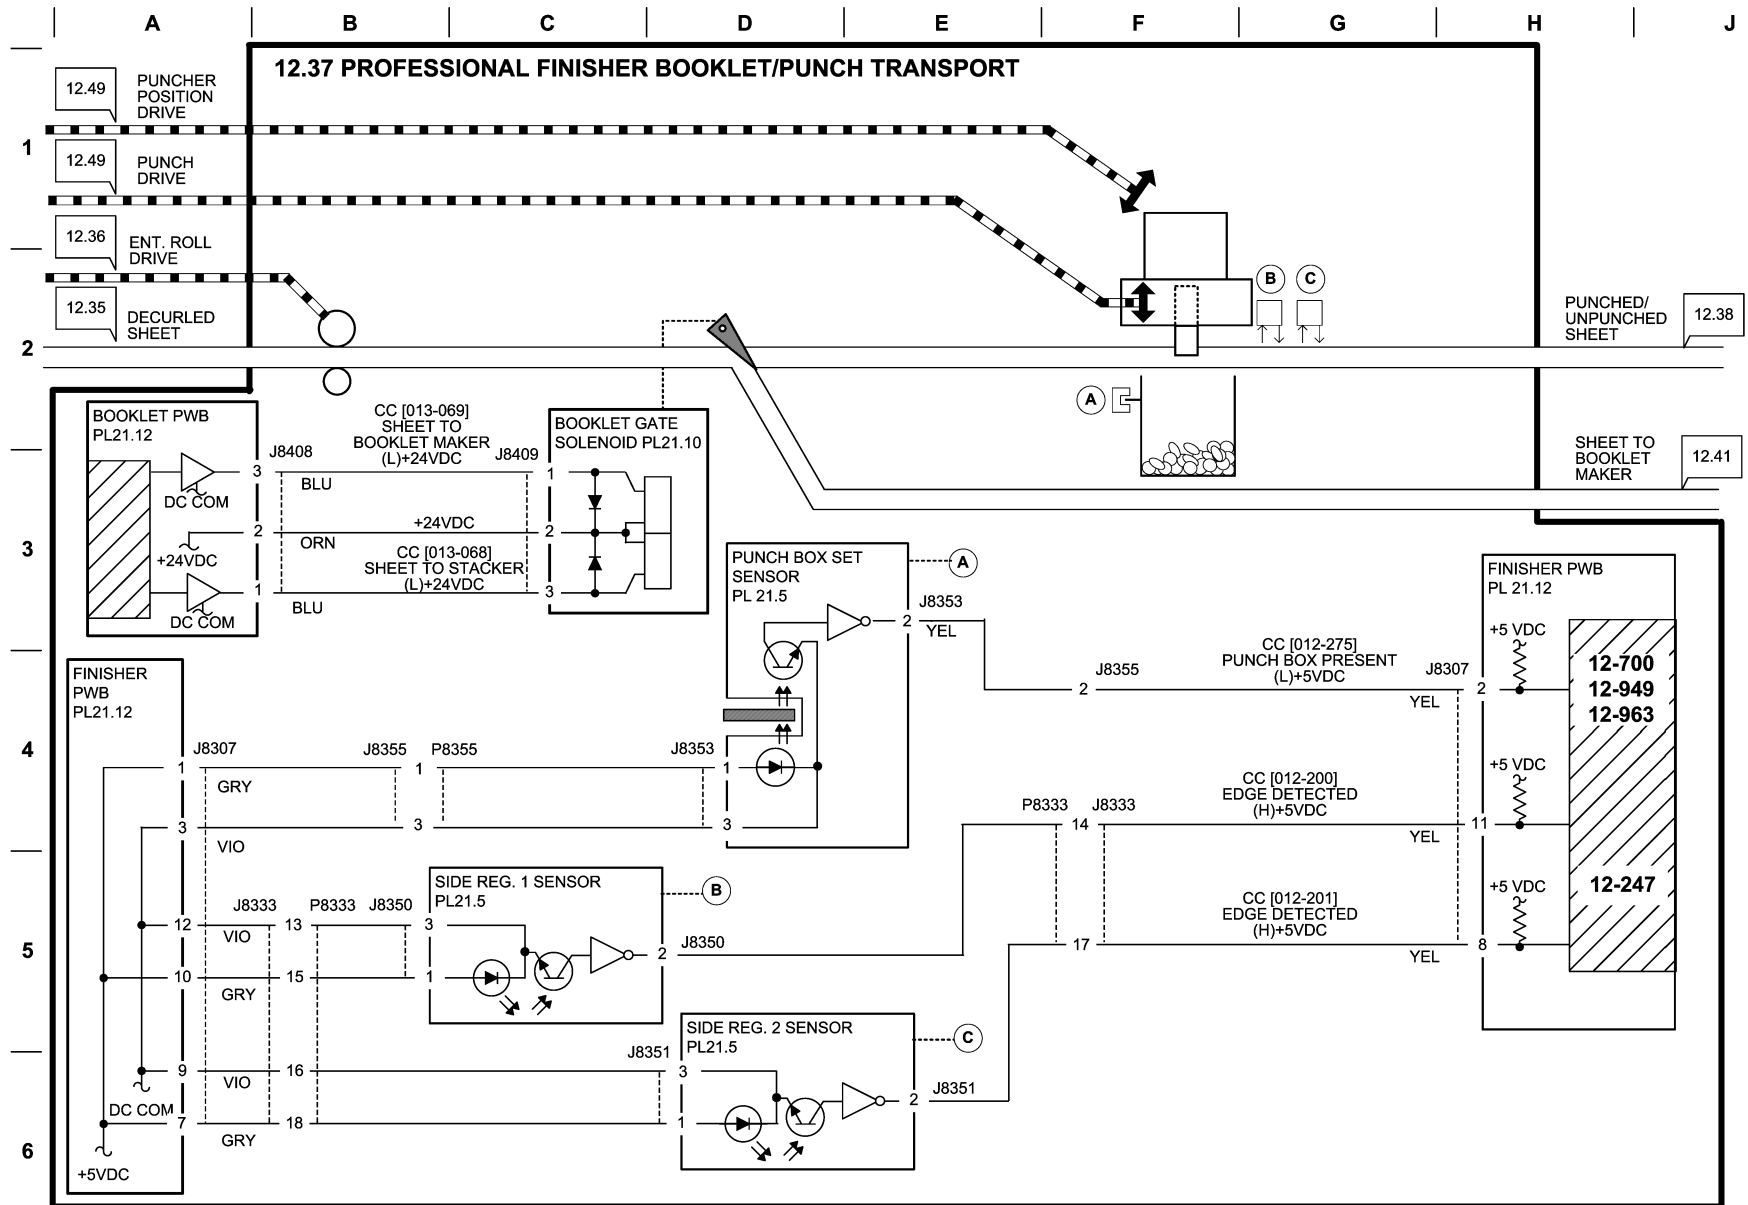 A B C D E F G H J
12.37 PROFESSIONAL FINISHER BOOKLET/PUNCH TRANSPORT
1
2
3
4
5
6
12.49
PUNCHER
POSITION
DRIVE
12.49
PUNCH
DRIVE
12.36
ENT. ROLL
DRIVE
12.35
DECURLED
SHEET
B C
A
PUNCHED/
UNPUNCHED
SHEET
12.38
SHEET TO
BOOKLET
MAKER
12.41
BOOKLET PWB
PL21.12
DC COM
+24VDC
DC COM
3
2
1
J8408
BLU
ORN
BLU
CC [013-069]
SHEET TO
BOOKLET MAKER
(L)+24VDC
+24VDC
CC [013-068]
SHEET TO STACKER
(L)+24VDC
J8409
1
2
3
BOOKLET GATE
SOLENOID PL21.10
PUNCH BOX SET
SENSOR
PL 21.5
A
2
J8353
YEL
J8355
2
CC [012-275]
PUNCH BOX PRESENT
(L)+5VDC
J8307
YEL
2
FINISHER PWB
PL 21.12
+5 VDC
12-700
12-949
12-963
+5 VDC
+5 VDC
12-247
FINISHER
PWB
PL21.12
J8307
1
GRY
J8355 P8355
1
J8353
1
3
VIO
3
3
P8333 J8333
14
CC [012-200]
EDGE DETECTED
(H)+5VDC
YEL
11
17
CC [012-201]
EDGE DETECTED
(H)+5VDC
YEL
8
SIDE REG. 1 SENSOR
PL21.5
B
J8333 P8333 J8350
12
VIO
13
3
10
GRY
15
1
2
J8350
SIDE REG. 2 SENSOR
PL21.5
C
J8351
9
VIO
16
3
DC COM
7
GRY
18
1
2
J8351
+5VDC